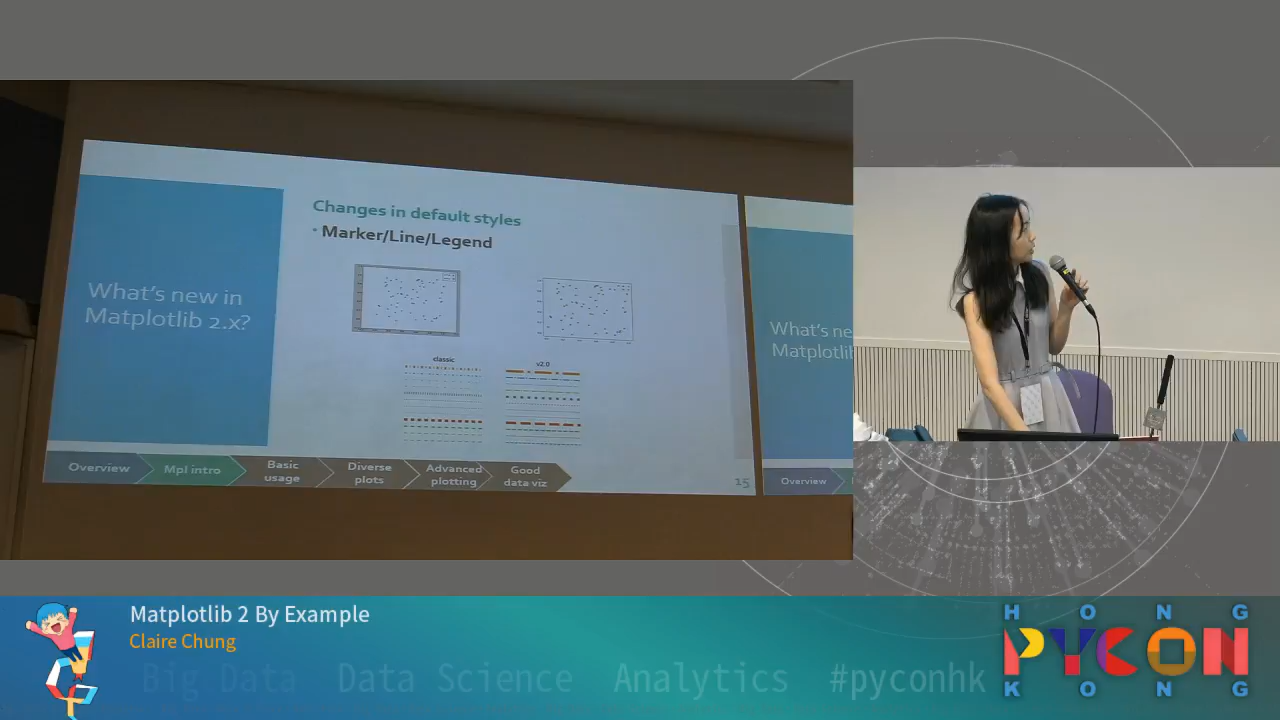 Changes in default styles
• Marker/Line/Legend
What's new in
Matplotlib 2.x?
classic
v2.0
Overview
Mpl intro
Basic
usage
Diverse
plots
Advanced
plotting
Good
data viz
15
What's ne
Matplotlib
Overview
Matplotlib 2 By Example
Claire Chung
Big Data Data Science Analytics #pyconhk
HONG
PYCON
KONG